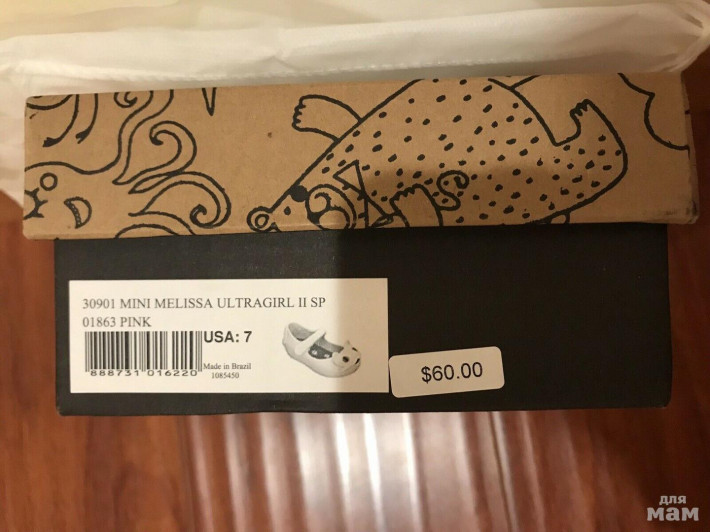 30901 MINI MELISSA ULTRAGIRL II SP
01863 PINK
USA: 7
Made in Brazil
1085450
888731 016220
$60.00
для
мам